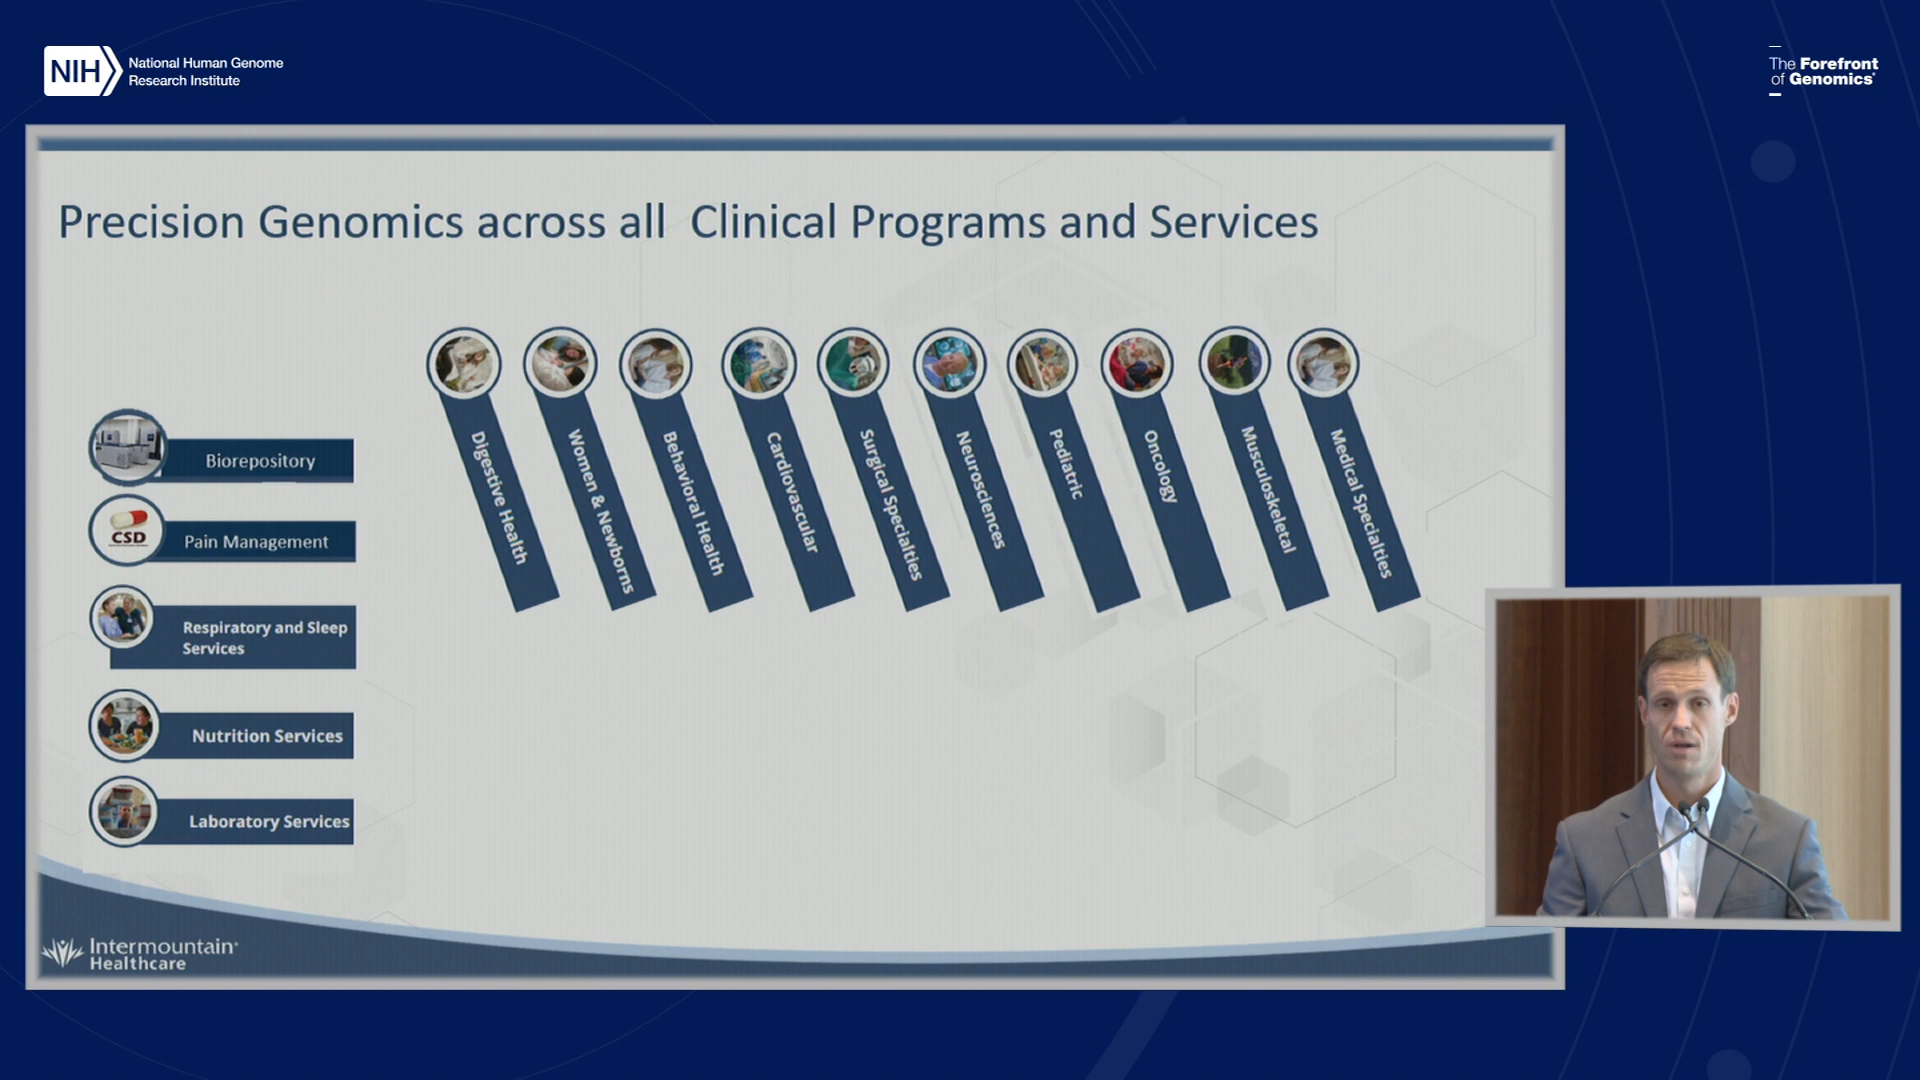 NIH
National Human Genome
Research Institute
The Forefront
of Genomics®
Precision Genomics across all Clinical Programs and Services
Digestive Health
Women & Newborns
Behavioral Health
Cardiovascular
Surgical Specialties
Neurosciences
Pediatric
Oncology
Musculoskeletal
Medical Specialties
Biorepository
CSD
Pain Management
Respiratory and Sleep
Services
Nutrition Services
Laboratory Services
Intermountain®
Healthcare